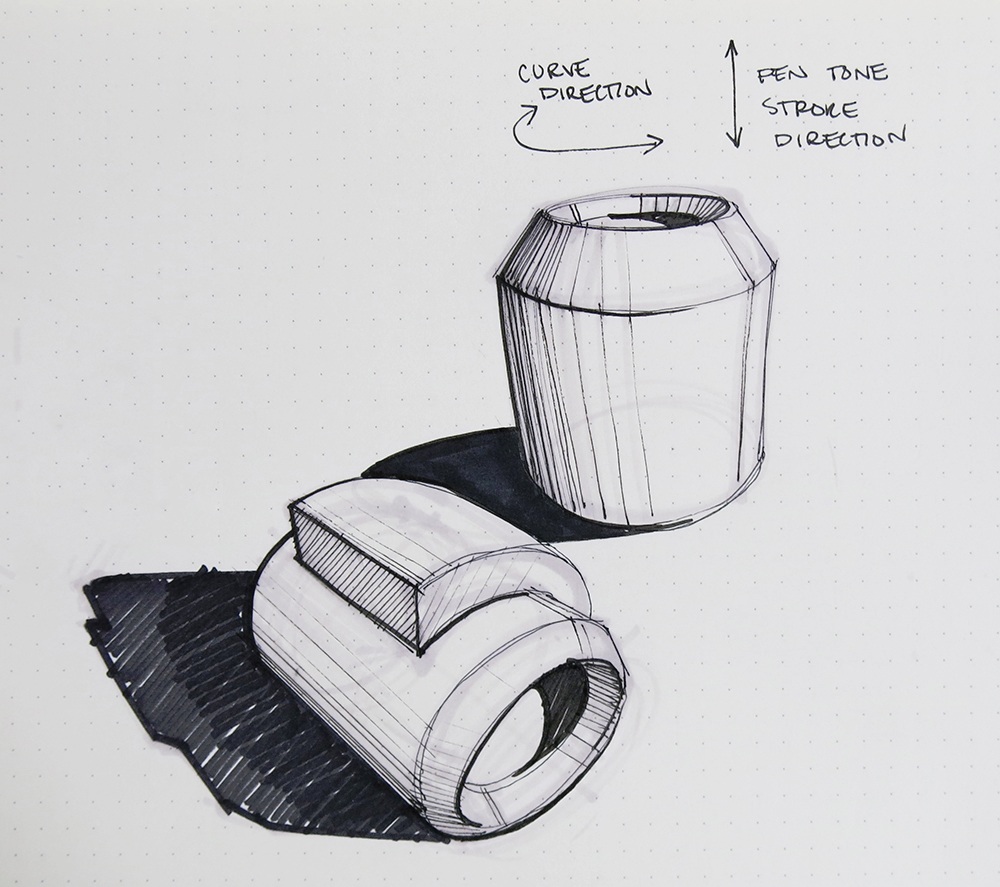 CURVE
DIRECTION
PEN TONE
STROKE
DIRECTION